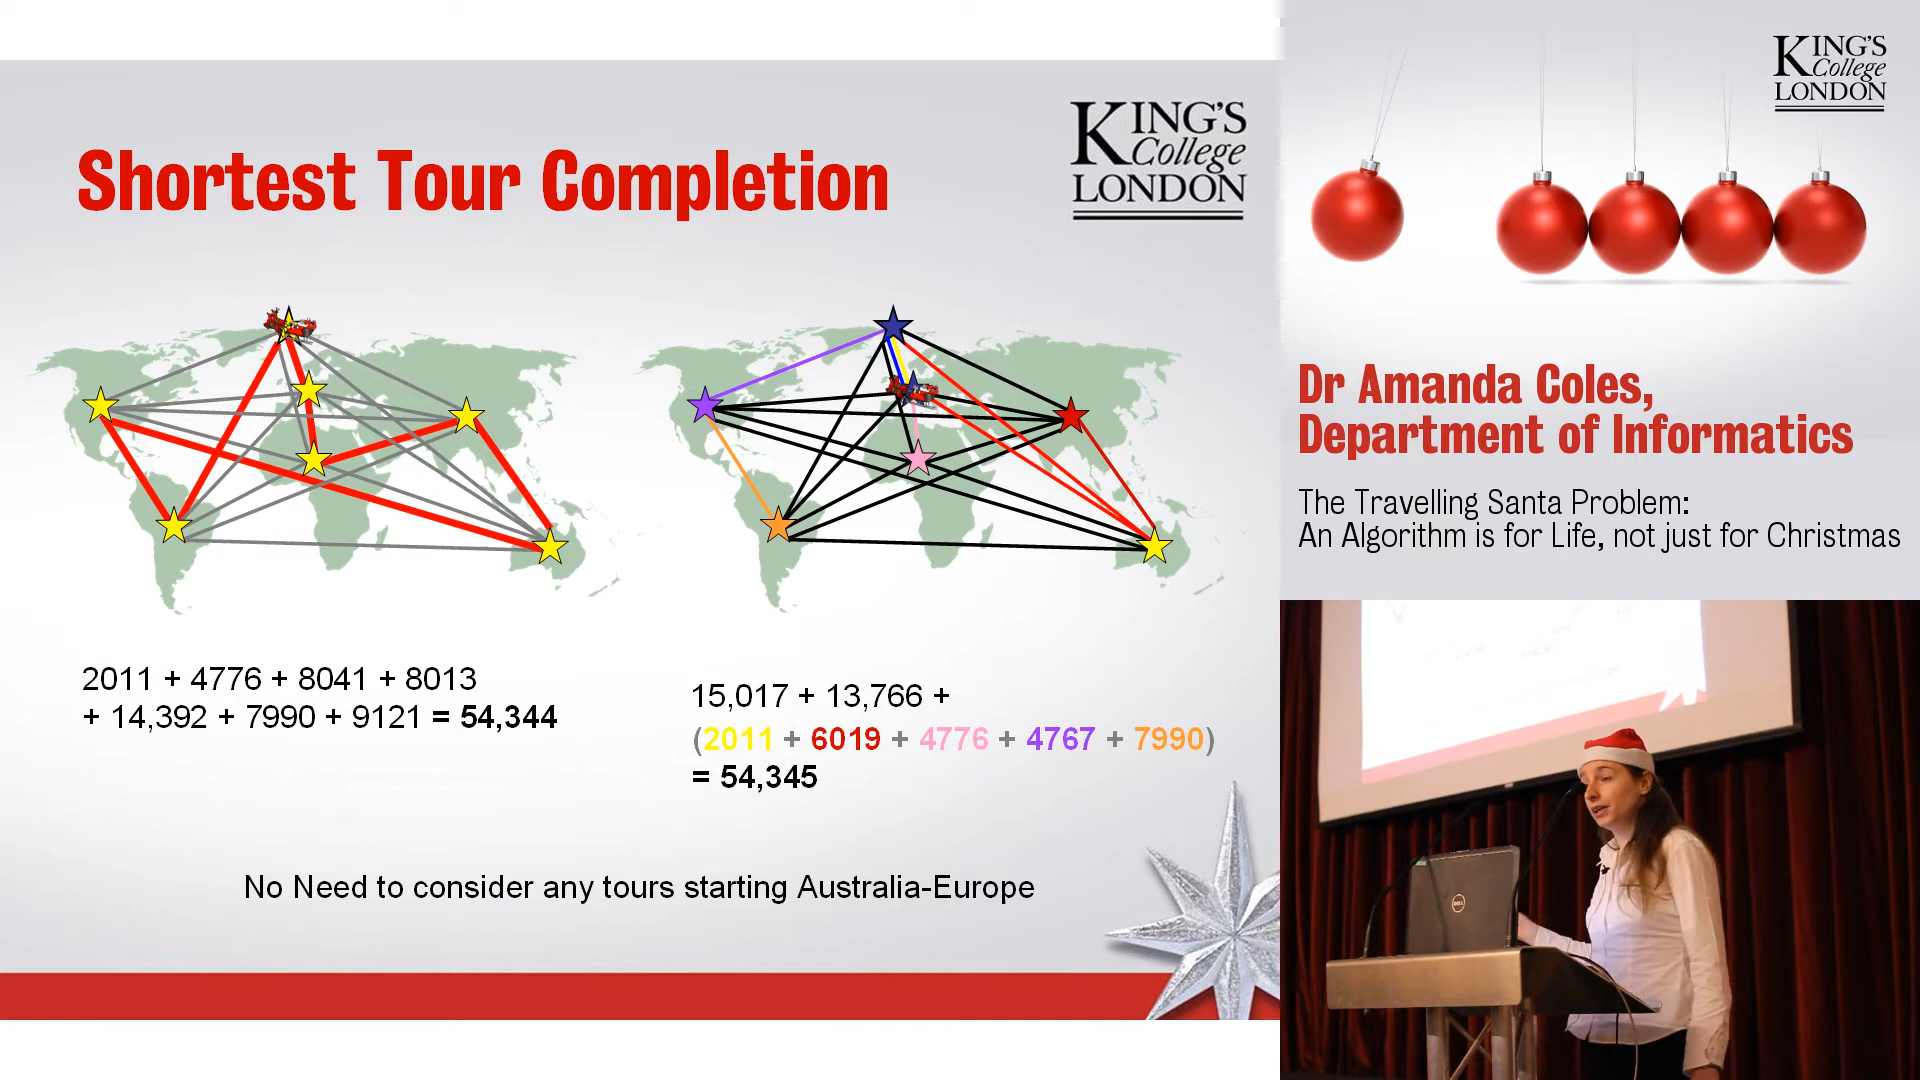 Shortest Tour Completion
KING'S
College
LONDON
2011 + 4776 + 8041 + 8013
+ 14,392 + 7990 + 9121 = 54,344
15,017 + 13,766 +
(2011 + 6019 + 4776 + 4767 + 7990)
= 54,345
No Need to consider any tours starting Australia-Europe
KING'S
College
LONDON
Dr Amanda Coles,
Department of Informatics
The Travelling Santa Problem:
An Algorithm is for Life, not just for Christmas
DELL